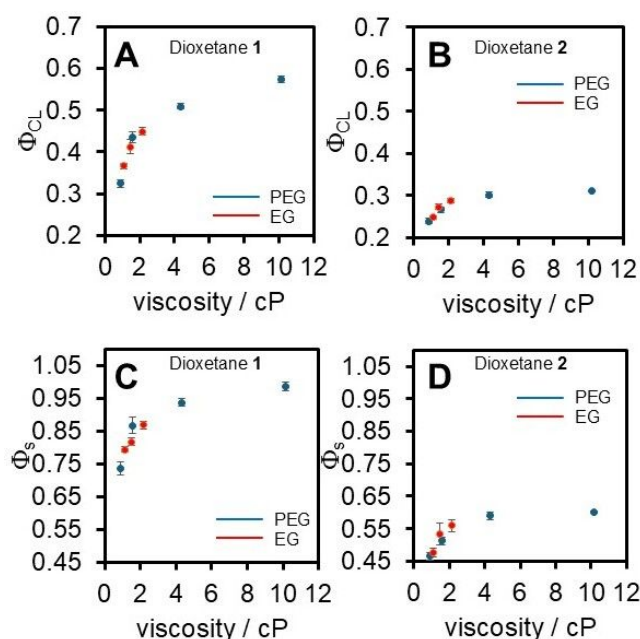 A Dioxetane 1
0.7
0.6
0.5
0.4
0.3
0.2
ΦCL
PEG
EG
0 2 4 6 8 10 12
viscosity / cP
B Dioxetane 2
0.7
0.6
0.5
0.4
0.3
0.2
ΦCL
PEG
EG
0 2 4 6 8 10 12
viscosity / cP
C Dioxetane 1
1.05
0.95
0.85
0.75
0.65
0.55
0.45
Φs
PEG
EG
0 2 4 6 8 10 12
viscosity / cP
D Dioxetane 2
1.05
0.95
0.85
0.75
0.65
0.55
0.45
Φs
PEG
EG
0 2 4 6 8 10 12
viscosity / cP